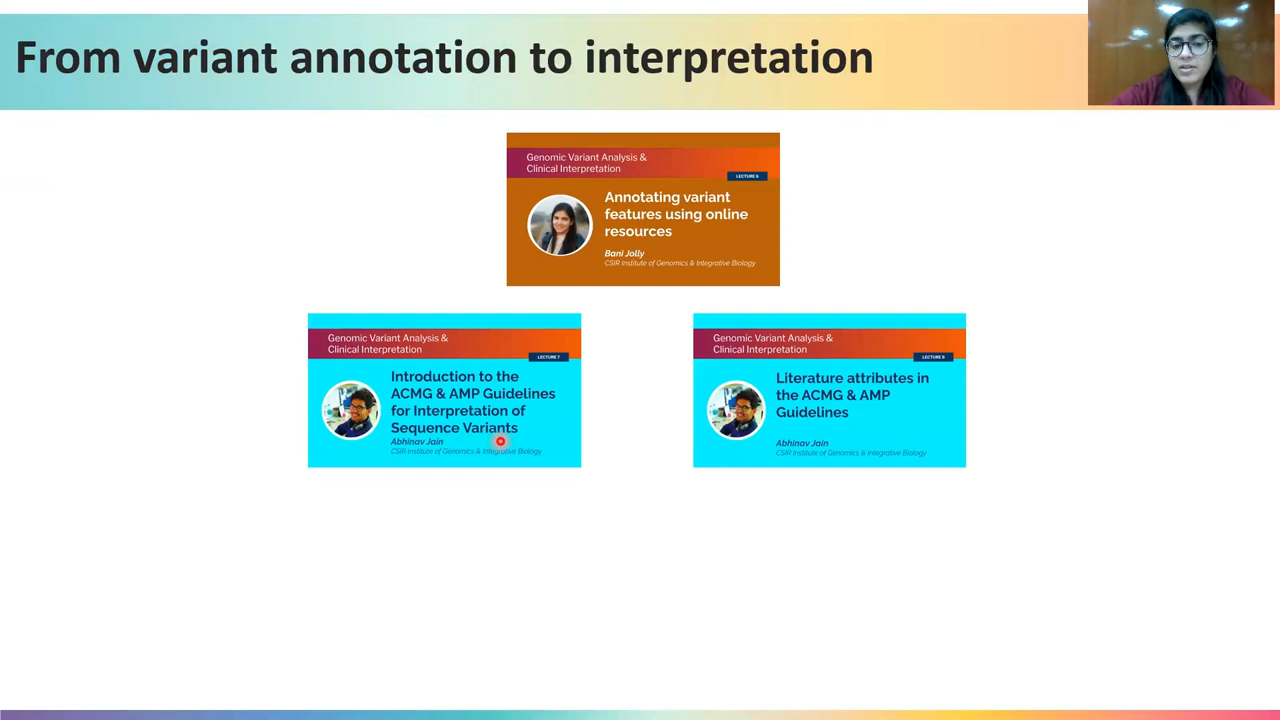 From variant annotation to interpretation
Genomic Variant Analysis &
Clinical Interpretation
LECTURE 6
Annotating variant
features using online
resources
Bani Jolly
CSIR Institute of Genomics & Integrative Biology
Genomic Variant Analysis &
Clinical Interpretation
LECTURE 7
Introduction to the
ACMG & AMP Guidelines
for Interpretation of
Sequence Variants
Abhinav Jain
CSIR Institute of Genomics & Integrative Biology
Genomic Variant Analysis &
Clinical Interpretation
LECTURE 8
Literature attributes in
the ACMG & AMP
Guidelines
Abhinav Jain
CSIR Institute of Genomics & Integrative Biology